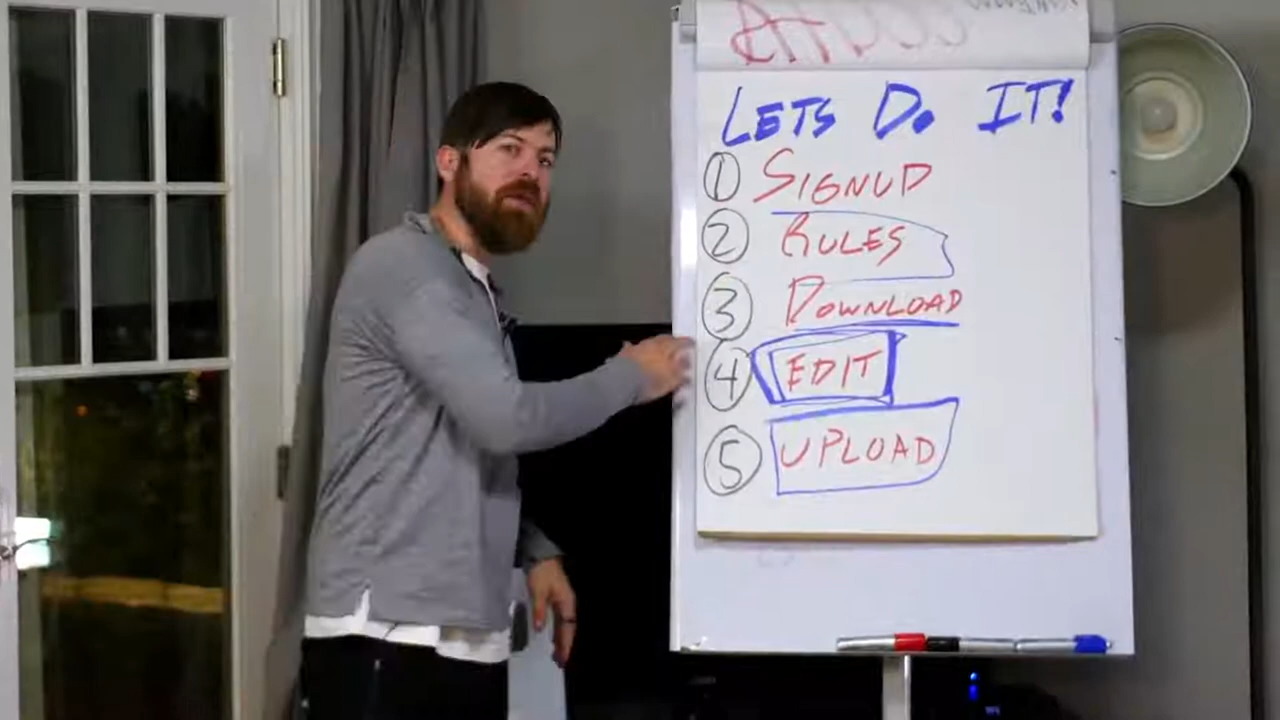 LETS DO IT!
1 SIGNUP
2 RULES
3 DOWNLOAD
4 EDIT
5 UPLOAD